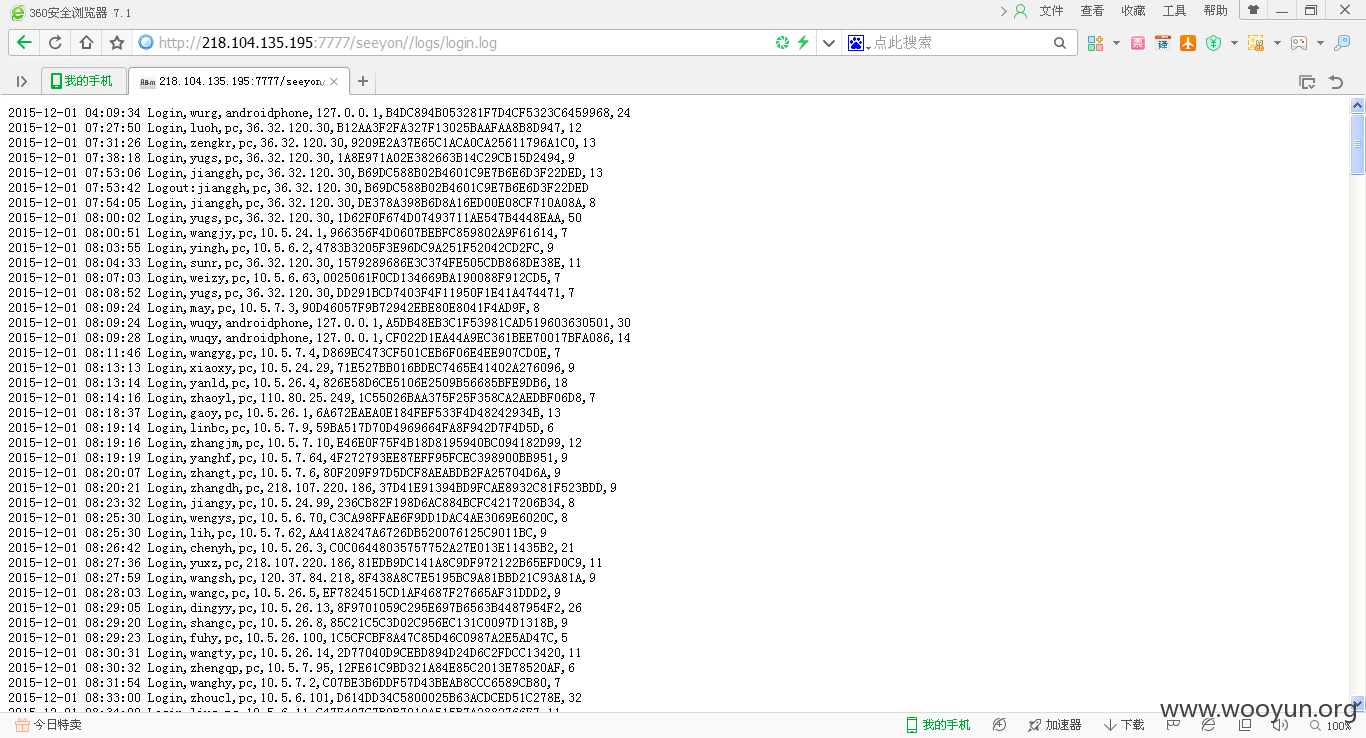 360安全浏览器 7.1
文件 查看 收藏 工具 帮助
http://218.104.135.195:7777/seeyon//logs/login.log
点此搜索
我的手机
218.104.135.195:7777/seeyon/
2015-12-01 04:09:34 Login,wurg,androidphone,127.0.0.1,B4DC894B053281F7D4CF5323C6459968,24
2015-12-01 07:27:50 Login,luoh,pc,36.32.120.30,B12AA3F2FA327F13025BAAFAA8B8D947,12
2015-12-01 07:31:26 Login,zengkr,pc,36.32.120.30,9209E2A37E65C1ACA0CA25611796A1C0,13
2015-12-01 07:38:18 Login,yugs,pc,36.32.120.30,1A8E971A02E382663B14C29CB15D2494,9
2015-12-01 07:53:06 Login,jianggh,pc,36.32.120.30,B69DC588B02B4601C9E7B6E6D3F22DED,13
2015-12-01 07:53:42 Logout:jianggh,pc,36.32.120.30,B69DC588B02B4601C9E7B6E6D3F22DED
2015-12-01 07:54:05 Login,jianggh,pc,36.32.120.30,DE378A398B6D8A16ED00E08CF710A08A,8
2015-12-01 08:00:02 Login,yugs,pc,36.32.120.30,1D62F0F674D07493711AE547B4448EAA,50
2015-12-01 08:00:51 Login,wangjy,pc,10.5.24.1,966356F4D0607BEBFC859802A9F61614,7
2015-12-01 08:03:55 Login,yingh,pc,10.5.6.2,4783B3205F3E96DC9A251F52042CD2FC,9
2015-12-01 08:04:33 Login,sunr,pc,36.32.120.30,1579289686E3C374FE505CDB868DE38E,11
2015-12-01 08:07:03 Login,weizy,pc,10.5.6.63,0025061F0CD134669BA190088F912CD5,7
2015-12-01 08:08:52 Login,yugs,pc,36.32.120.30,DD291BCD7403F4F11950F1E41A474471,7
2015-12-01 08:09:24 Login,may,pc,10.5.7.3,90D46057F9B72942EBE80E8041F4AD9F,8
2015-12-01 08:09:24 Login,wuqy,androidphone,127.0.0.1,A5DB48EB3C1F53981CAD519603630501,30
2015-12-01 08:09:28 Login,wuqy,androidphone,127.0.0.1,CF022D1EA44A9EC361BEE70017BFA086,14
2015-12-01 08:11:46 Login,wangyg,pc,10.5.7.4,D869EC473CF501CEB6F06E4EE907CD0E,7
2015-12-01 08:13:13 Login,xiaoxy,pc,10.5.24.29,71E527BB016BDEC7465E41402A276096,9
2015-12-01 08:13:14 Login,yanld,pc,10.5.26.4,826E58D6CE5106E2509B56685BFE9DB6,18
2015-12-01 08:14:16 Login,zhaoyl,pc,110.80.25.249,1C55026BAA375F25F358CA2AEDBF06D8,7
2015-12-01 08:18:37 Login,gaoy,pc,10.5.26.1,6A672EAEA0E184FEF533F4D48242934B,13
2015-12-01 08:19:14 Login,linbc,pc,10.5.7.9,59BA517D70D4969664FA8F942D7F4D5D,6
2015-12-01 08:19:16 Login,zhangjm,pc,10.5.7.10,E46E0F75F4B18D8195940BC094182D99,12
2015-12-01 08:19:19 Login,yanghf,pc,10.5.7.64,4F272793EE87EFF95FCEC398900BB951,9
2015-12-01 08:20:07 Login,zhangt,pc,10.5.7.6,80F209F97D5DCF8AEABDB2FA25704D6A,9
2015-12-01 08:20:21 Login,zhangdh,pc,218.107.220.186,37D41E91394BD9FCAE8932C81F523BDD,9
2015-12-01 08:23:32 Login,jiangy,pc,10.5.24.99,236CB82F198D6AC884BCFC4217206B34,8
2015-12-01 08:25:30 Login,wengys,pc,10.5.6.70,C3CA98FFAE6F9DD1DAC4AE3069E6020C,8
2015-12-01 08:25:30 Login,lih,pc,10.5.7.62,AA41A8247A6726DB520076125C9011BC,9
2015-12-01 08:26:42 Login,chenyh,pc,10.5.26.3,C0C06448035757752A27E013E11435B2,21
2015-12-01 08:27:36 Login,yuxz,pc,218.107.220.186,81EDB9DC141A8C9DF972122B65EFD0C9,11
2015-12-01 08:27:59 Login,wangsh,pc,120.37.84.218,8F438A8C7E5195BC9A81BBD21C93A81A,9
2015-12-01 08:28:03 Login,wangc,pc,10.5.26.5,EF7824515CD1AF4687F27665AF31DDD2,9
2015-12-01 08:29:05 Login,dingyy,pc,10.5.26.13,8F9701059C295E697B6563B4487954F2,26
2015-12-01 08:29:20 Login,shangc,pc,10.5.26.8,85C21C5C3D02C956EC131C0097D1318B,9
2015-12-01 08:29:23 Login,fuhy,pc,10.5.26.100,1C5CFCBF8A47C85D46C0987A2E5AD47C,5
2015-12-01 08:30:31 Login,wangty,pc,10.5.26.14,2D77040D9CEBD894D24D6C2FDCC13420,11
2015-12-01 08:30:32 Login,zhengqp,pc,10.5.7.95,12FE61C9BD321A84E85C2013E78520AF,6
2015-12-01 08:31:54 Login,wanghy,pc,10.5.7.2,C07BE3B6DDF57D43BEAB8CCC6589CB80,7
2015-12-01 08:33:00 Login,zhoucl,pc,10.5.6.101,D614DD34C5800025B63ACDCED51C278E,32
www.wooyun.org
今日特卖 我的手机 加速器 下载 100%